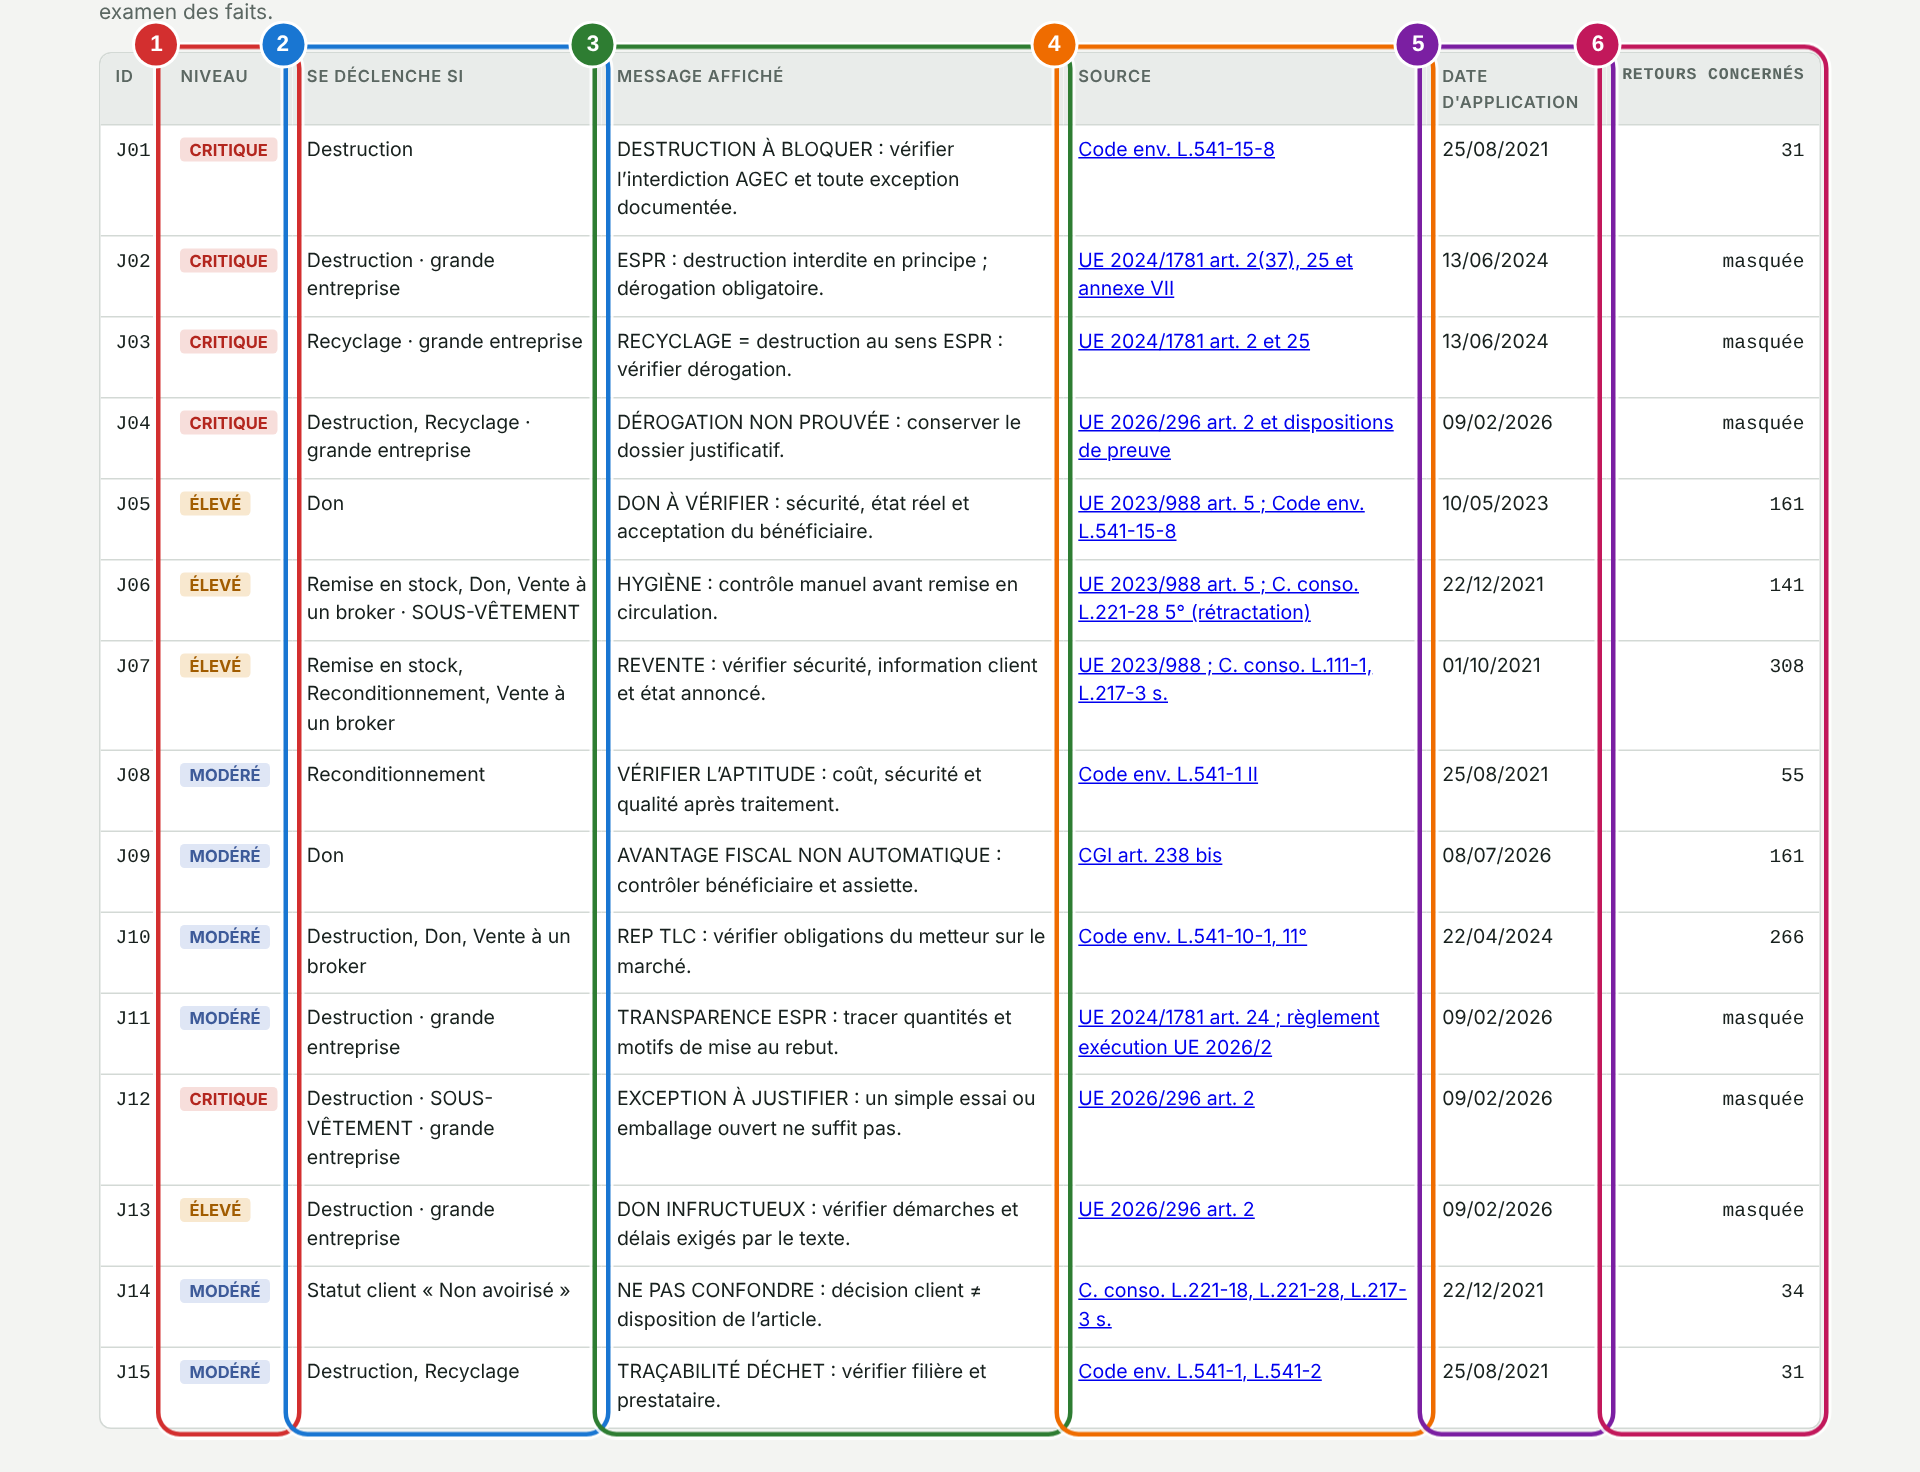 examen des faits.
1 2 3 4 5 6
ID NIVEAU SE DÉCLENCHE SI MESSAGE AFFICHÉ SOURCE DATE RETOURS CONCERNÉS
D'APPLICATION
J01 CRITIQUE Destruction DESTRUCTION À BLOQUER : vérifier Code env. L.541-15-8 25/08/2021 31
l’interdiction AGEC et toute exception
documentée.
J02 CRITIQUE Destruction · grande ESPR : destruction interdite en principe ; UE 2024/1781 art. 2(37), 25 et 13/06/2024 masquée
entreprise dérogation obligatoire. annexe VII
J03 CRITIQUE Recyclage · grande entreprise RECYCLAGE = destruction au sens ESPR : UE 2024/1781 art. 2 et 25 13/06/2024 masquée
vérifier dérogation.
J04 CRITIQUE Destruction, Recyclage · DÉROGATION NON PROUVÉE : conserver le UE 2026/296 art. 2 et dispositions 09/02/2026 masquée
grande entreprise dossier justificatif. de preuve
J05 ÉLEVÉ Don DON À VÉRIFIER : sécurité, état réel et UE 2023/988 art. 5 ; Code env. 10/05/2023 161
acceptation du bénéficiaire. L.541-15-8
J06 ÉLEVÉ Remise en stock, Don, Vente à HYGIÈNE : contrôle manuel avant remise en UE 2023/988 art. 5 ; C. conso. 22/12/2021 141
un broker · SOUS-VÊTEMENT circulation. L.221-28 5° (rétractation)
J07 ÉLEVÉ Remise en stock, REVENTE : vérifier sécurité, information client UE 2023/988 ; C. conso. L.111-1, 01/10/2021 308
Reconditionnement, Vente à et état annoncé. L.217-3 s.
un broker
J08 MODÉRÉ Reconditionnement VÉRIFIER L’APTITUDE : coût, sécurité et Code env. L.541-1 II 25/08/2021 55
qualité après traitement.
J09 MODÉRÉ Don AVANTAGE FISCAL NON AUTOMATIQUE : CGI art. 238 bis 08/07/2026 161
contrôler bénéficiaire et assiette.
J10 MODÉRÉ Destruction, Don, Vente à un REP TLC : vérifier obligations du metteur sur le Code env. L.541-10-1, 11° 22/04/2024 266
broker marché.
J11 MODÉRÉ Destruction · grande TRANSPARENCE ESPR : tracer quantités et UE 2024/1781 art. 24 ; règlement 09/02/2026 masquée
entreprise motifs de mise au rebut. exécution UE 2026/2
J12 CRITIQUE Destruction · SOUS- EXCEPTION À JUSTIFIER : un simple essai ou UE 2026/296 art. 2 09/02/2026 masquée
VÊTEMENT · grande emballage ouvert ne suffit pas.
entreprise
J13 ÉLEVÉ Destruction · grande DON INFRUCTUEUX : vérifier démarches et UE 2026/296 art. 2 09/02/2026 masquée
entreprise délais exigés par le texte.
J14 MODÉRÉ Statut client « Non avoirisé » NE PAS CONFONDRE : décision client ≠ C. conso. L.221-18, L.221-28, L.217- 22/12/2021 34
disposition de l’article. 3 s.
J15 MODÉRÉ Destruction, Recyclage TRAÇABILITÉ DÉCHET : vérifier filière et Code env. L.541-1, L.541-2 25/08/2021 31
prestataire.